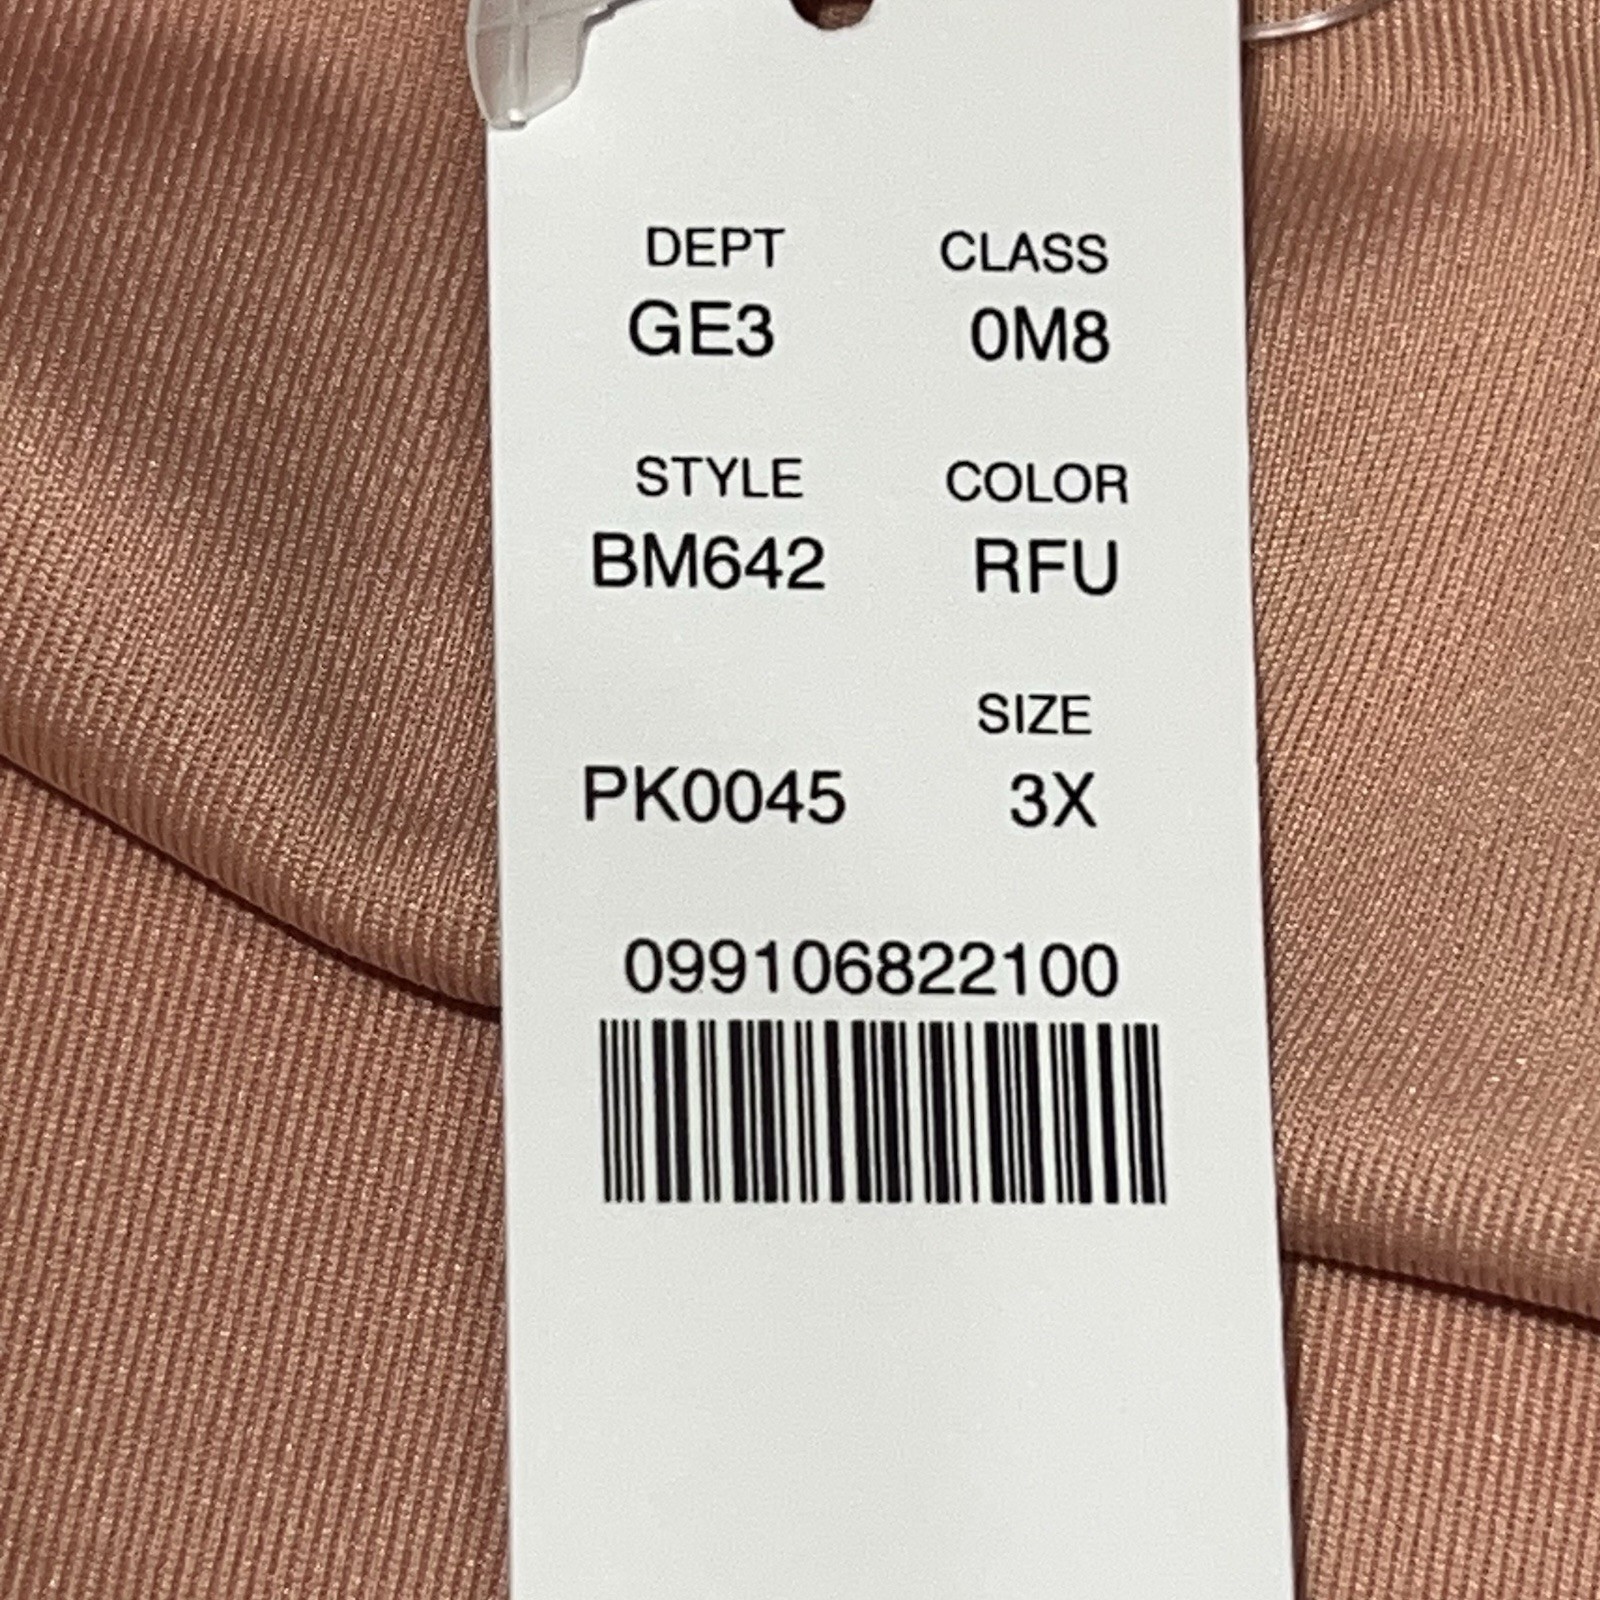 DEPT CLASS
GE3 0M8
STYLE COLOR
BM642 RFU
SIZE
PK0045 3X
099106822100